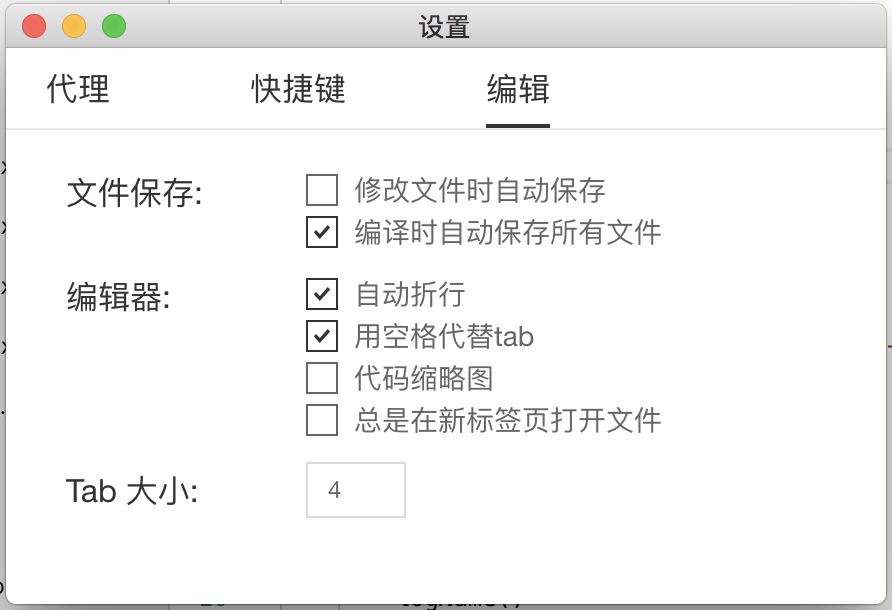 设置
代理 快捷键 编辑
文件保存: 修改文件时自动保存
编译时自动保存所有文件
编辑器: 自动折行
用空格代替tab
代码缩略图
总是在新标签页打开文件
Tab 大小: 4